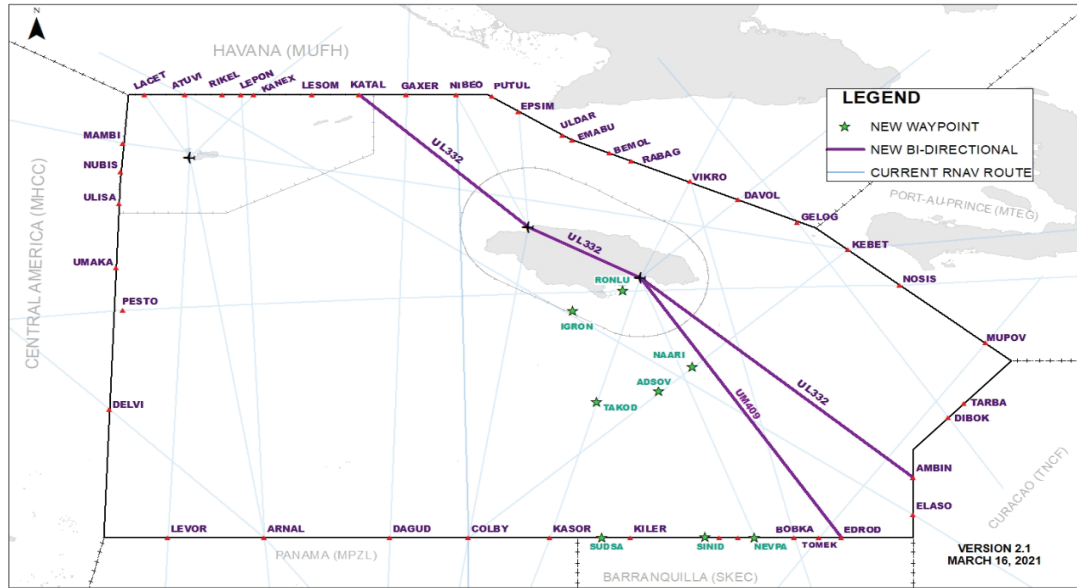 N
HAVANA (MUFH)
LACET
ATUVI
RIKEL
LEPON
KANEX
LESOM
KATAL
GAXER
NIBEO
PUTUL
EPSIM
ULDAR
EMABU
BEMOL
RABAG
VIKRO
DAVOL
GELOG
KEBET
NOSIS
MUPOV
TARBA
DIBOK
AMBIN
ELASO
LEGEND
NEW WAYPOINT
NEW BI-DIRECTIONAL
CURRENT RNAV ROUTE
PORT-AU-PRINCE (MTEG)
CENTRAL AMERICA (MHCC)
MAMBI
NUBIS
ULISA
UMAKA
PESTO
DELVI
UL332
UL332
RONLU
IGRON
NAARI
ADSOV
TAKOD
UM409
UL332
CURACAO (TNCF)
LEVOR
ARNAL
DAGUD
COLBY
KASOR
SUDSA
KILER
SINID
NEVPA
BOBKA
TOMEK
EDROD
PANAMA (MPZL)
BARRANQUILLA (SKEC)
VERSION 2.1
MARCH 16, 2021